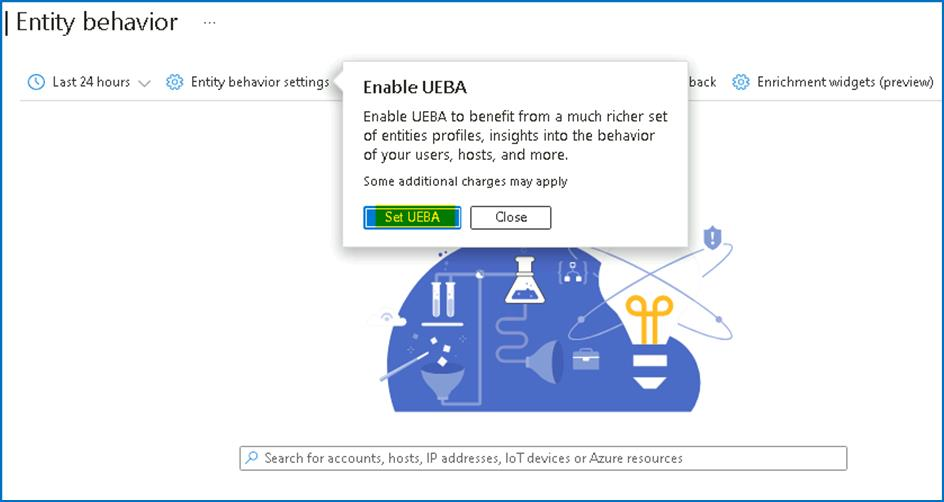 Entity behavior ...
Last 24 hours
Entity behavior settings
back
Enrichment widgets (preview)
Enable UEBA
Enable UEBA to benefit from a much richer set
of entities profiles, insights into the behavior
of your users, hosts, and more.
Some additional charges may apply
Set UEBA
Close
Search for accounts, hosts, IP addresses, IoT devices or Azure resources